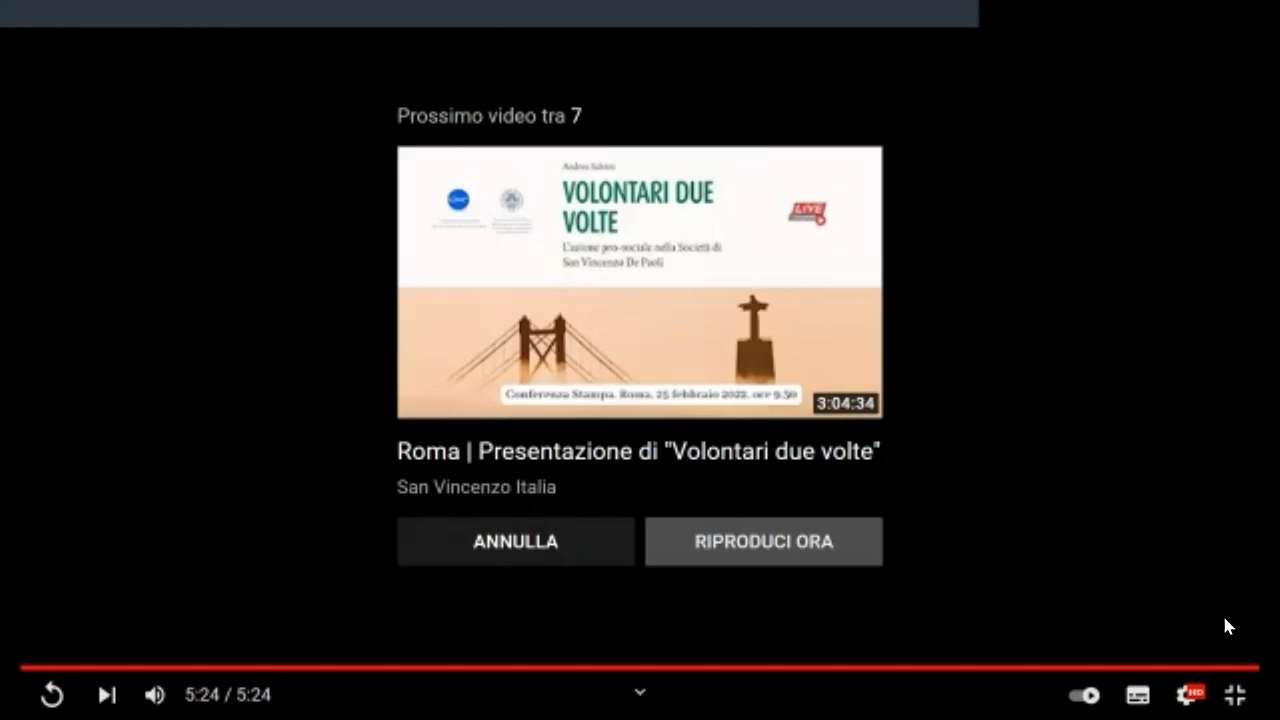 Prossimo video tra 7
Andrea Salvini
VOLONTARI DUE
VOLTE
L'azione pro-sociale nella Società di
San Vincenzo De Paoli
LIVE
Conferenza Stampa. Roma, 25 febbraio 2022, ore 9.30
3:04:34
Roma | Presentazione di "Volontari due volte"
San Vincenzo Italia
ANNULLA
RIPRODUCI ORA
5:24 / 5:24
HD